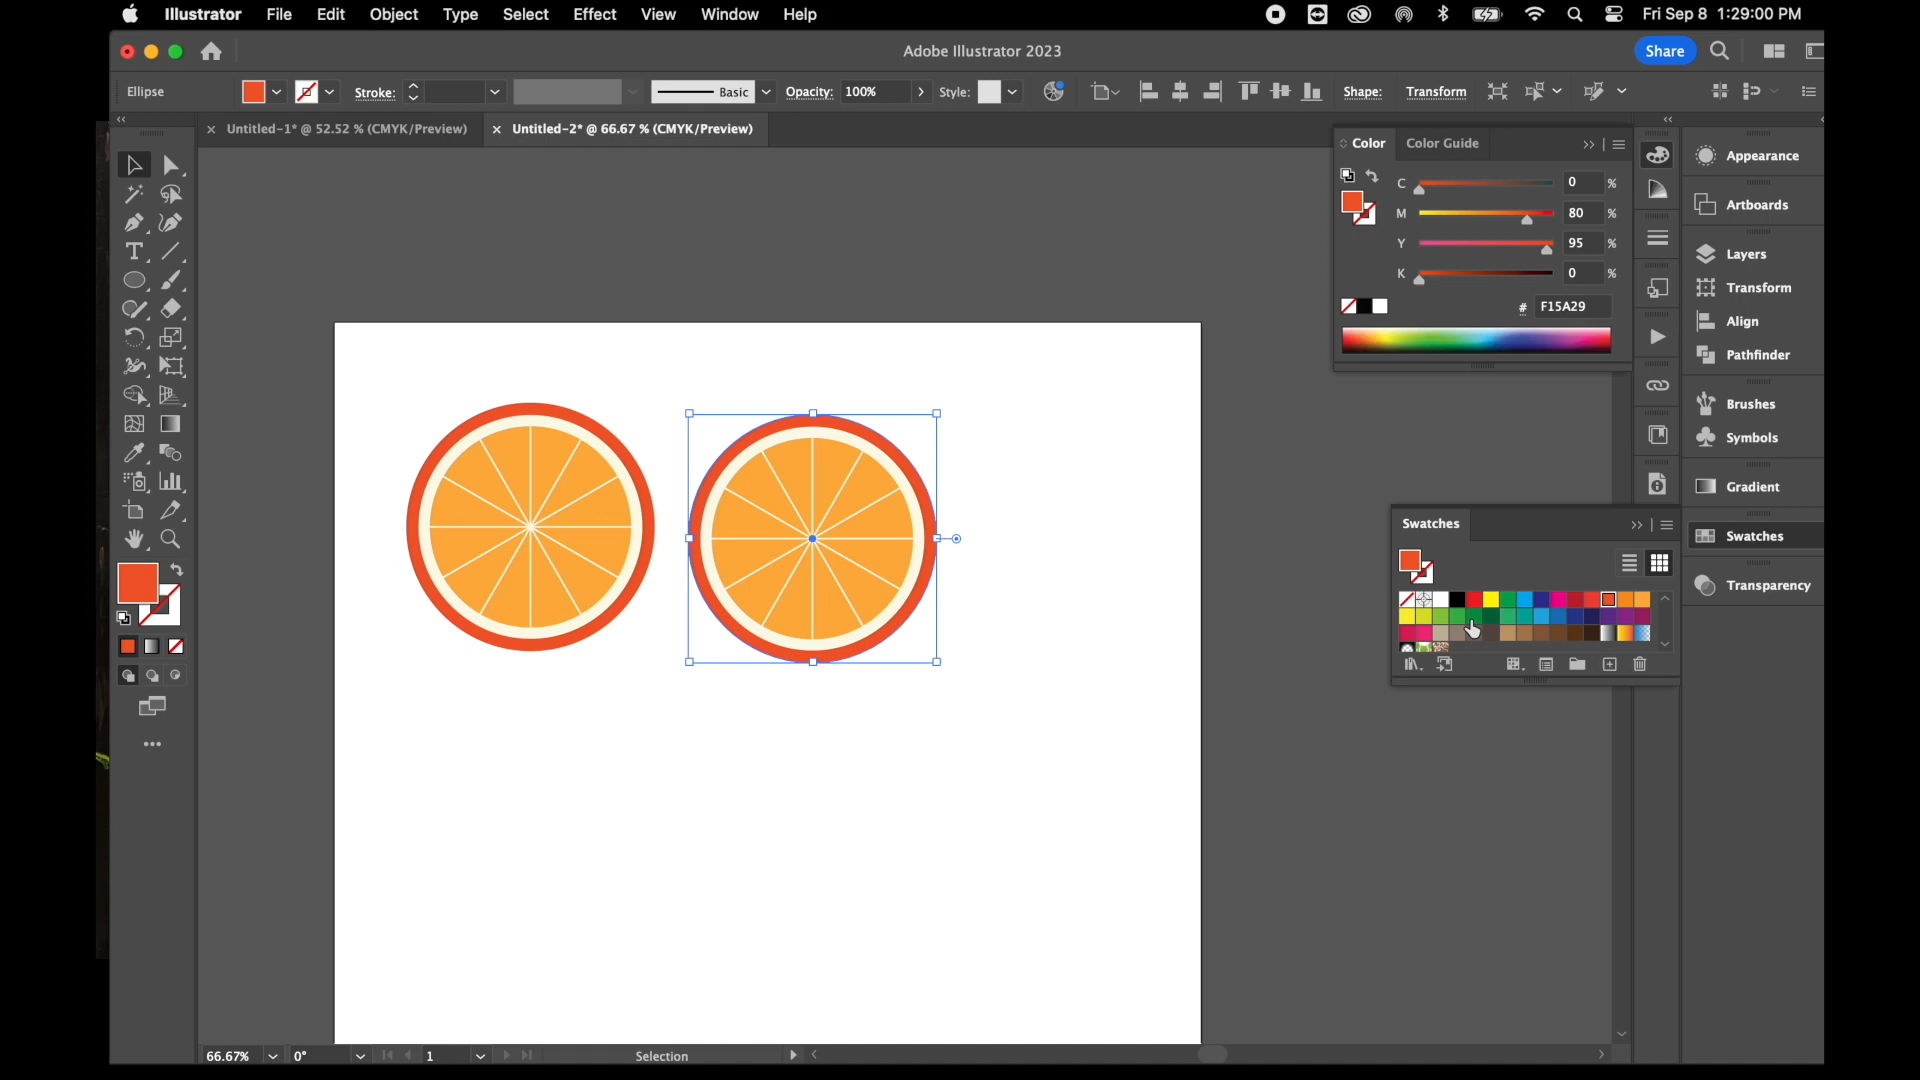 Illustrator File Edit Object Type Select Effect View Window Help Fri Sep 8 1:29:00 PM
Adobe Illustrator 2023 Share
Ellipse Stroke: Basic Opacity: 100% Style: Shape: Transform
Untitled-1* @ 52.52 % (CMYK/Preview) Untitled-2* @ 66.67 % (CMYK/Preview)
Color Color Guide
C 0 %
M 80 %
Y 95 %
K 0 %
# F15A29
Appearance
Artboards
Layers
Transform
Align
Pathfinder
Brushes
Symbols
Gradient
Swatches
Transparency
Swatches
66.67% 0° 1 Selection